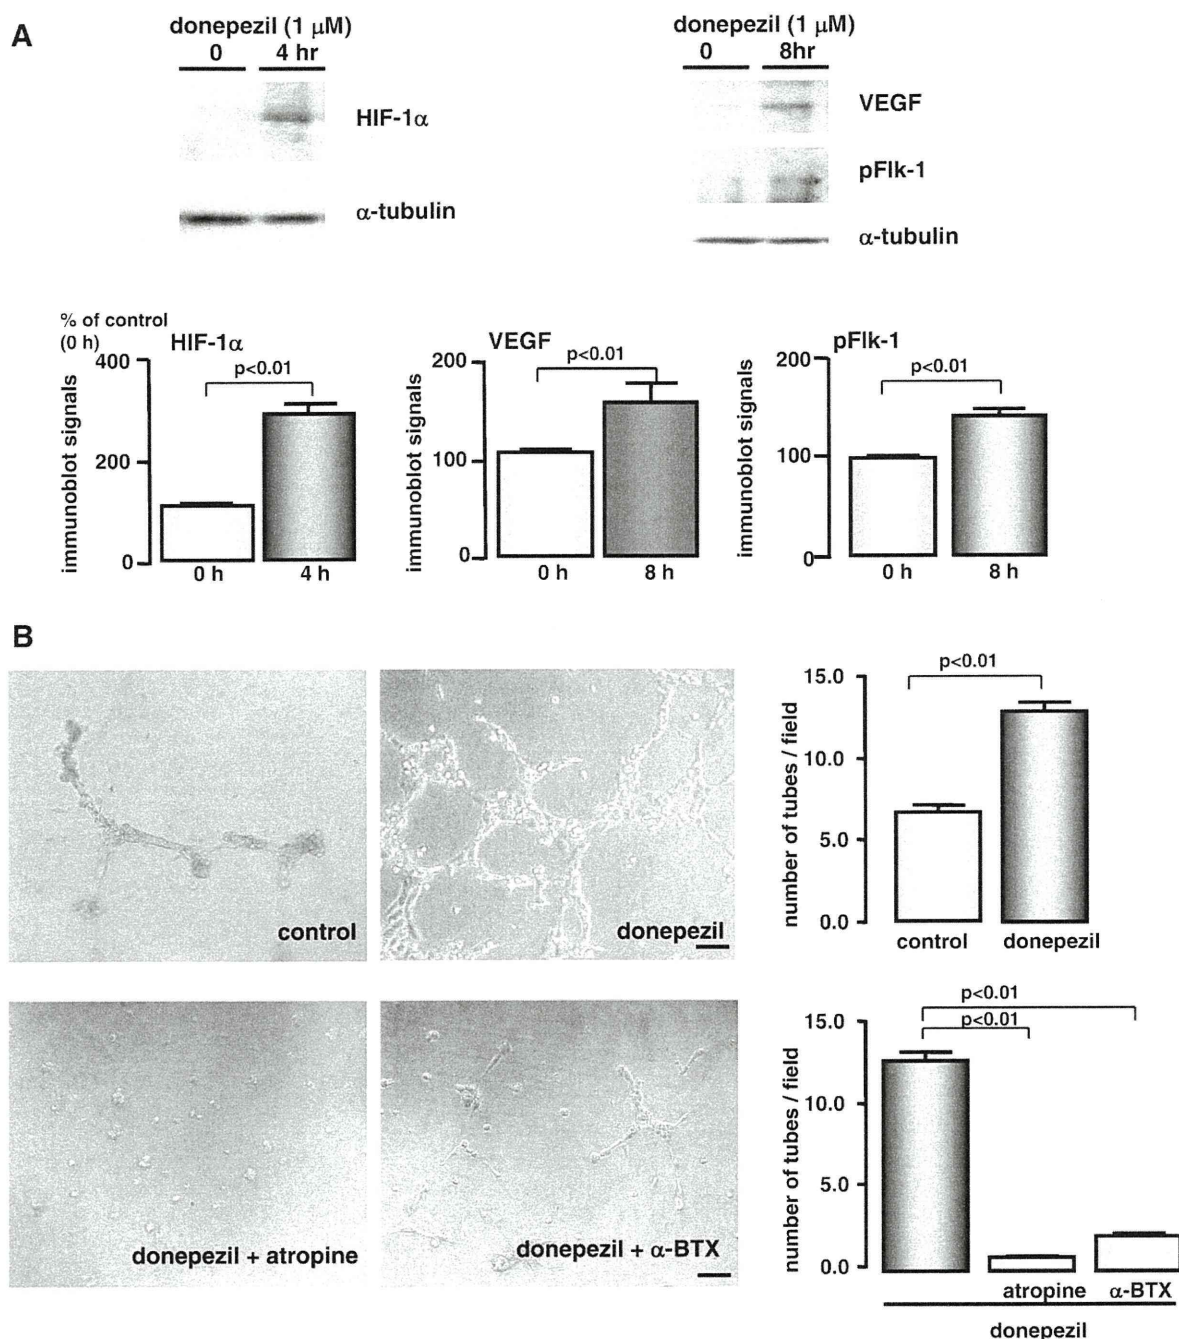 A
donepezil (1 μM)
0 4 hr
HIF-1α
α-tubulin
donepezil (1 μM)
0 8hr
VEGF
pFlk-1
α-tubulin
% of control
(0 h)
HIF-1α
immunoblot signals
400
200
0
p<0.01
0 h 4 h
VEGF
immunoblot signals
200
100
0
p<0.01
0 h 8 h
pFlk-1
immunoblot signals
200
100
0
p<0.01
0 h 8 h
B
control
donepezil
number of tubes / field
15.0
10.0
5.0
0.0
p<0.01
control donepezil
donepezil + atropine
donepezil + α-BTX
number of tubes / field
15.0
10.0
5.0
0.0
p<0.01
p<0.01
atropine α-BTX
donepezil